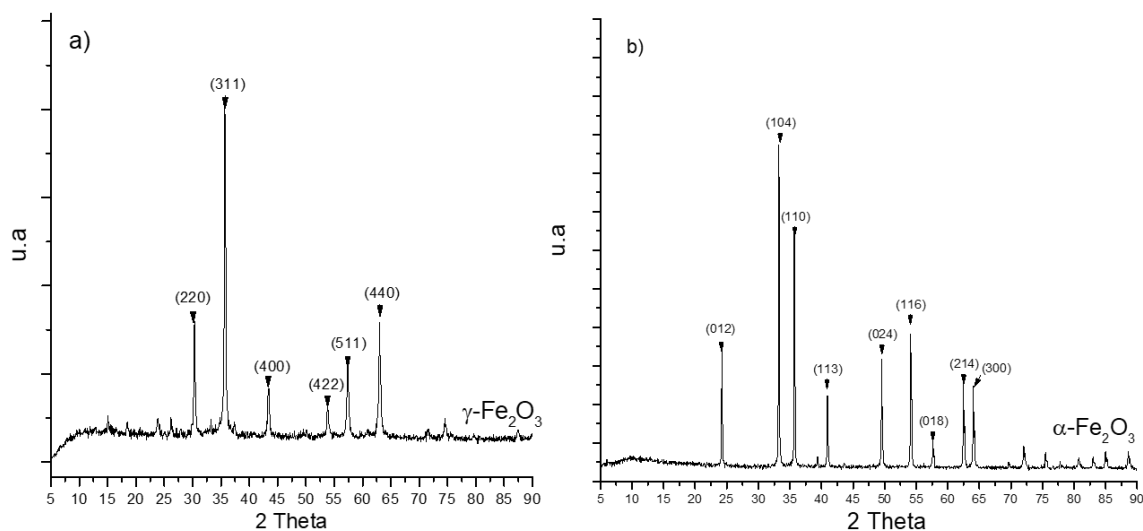 a)
(311)
(220)
(440)
(511)
(400)
(422)
γ-Fe₂O₃
u.a
5 10 15 20 25 30 35 40 45 50 55 60 65 70 75 80 85 90
2 Theta
b)
(104)
(110)
(116)
(012)
(024)
(214)
(300)
(113)
(018)
α-Fe₂O₃
u.a
5 10 15 20 25 30 35 40 45 50 55 60 65 70 75 80 85 90
2 Theta